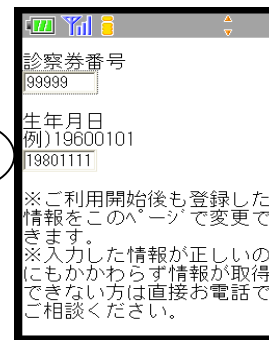 診察券番号
99999
生年月日
例)19600101
19801111
※ご利用開始後も登録した
情報をこのページで変更で
きます。
※入力した情報が正しいの
にもかかわらず情報が取得
できない方は直接お電話で
ご相談ください。